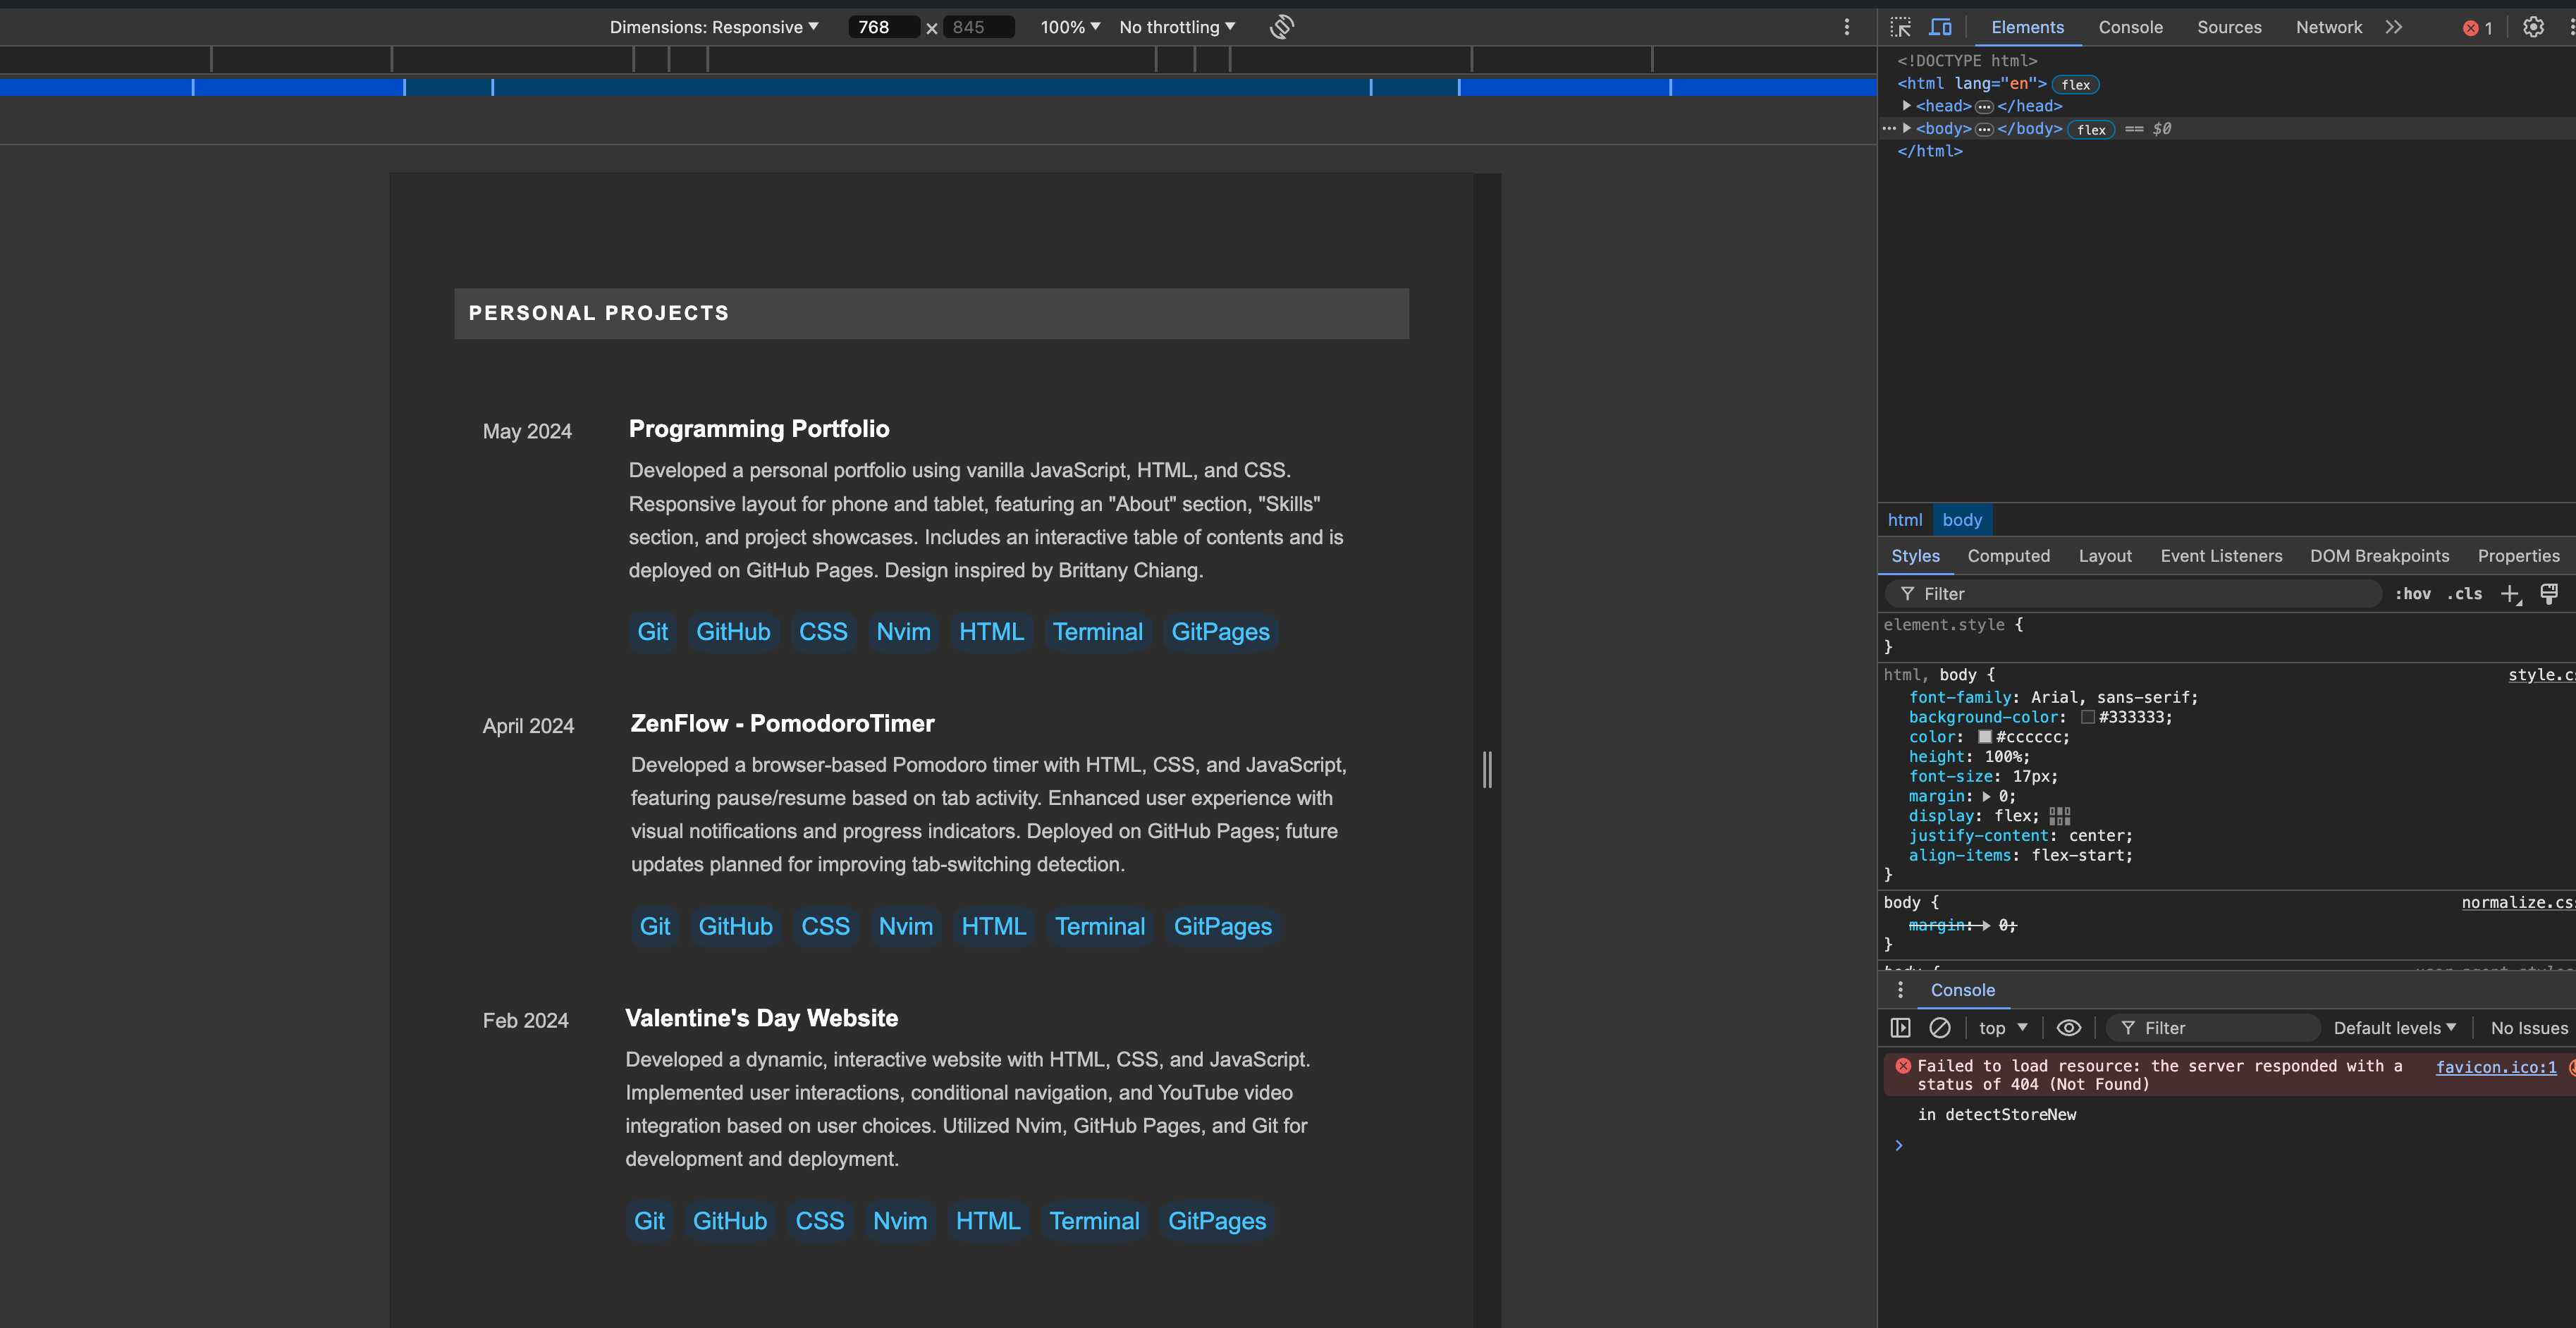 Dimensions: Responsive 768 x 845 100% No throttling
PERSONAL PROJECTS
May 2024
Programming Portfolio
Developed a personal portfolio using vanilla JavaScript, HTML, and CSS.
Responsive layout for phone and tablet, featuring an "About" section, "Skills"
section, and project showcases. Includes an interactive table of contents and is
deployed on GitHub Pages. Design inspired by Brittany Chiang.
Git GitHub CSS Nvim HTML Terminal GitPages
April 2024
ZenFlow - PomodoroTimer
Developed a browser-based Pomodoro timer with HTML, CSS, and JavaScript,
featuring pause/resume based on tab activity. Enhanced user experience with
visual notifications and progress indicators. Deployed on GitHub Pages; future
updates planned for improving tab-switching detection.
Git GitHub CSS Nvim HTML Terminal GitPages
Feb 2024
Valentine's Day Website
Developed a dynamic, interactive website with HTML, CSS, and JavaScript.
Implemented user interactions, conditional navigation, and YouTube video
integration based on user choices. Utilized Nvim, GitHub Pages, and Git for
development and deployment.
Git GitHub CSS Nvim HTML Terminal GitPages
Elements Console Sources Network 1
<!DOCTYPE html>
<html lang="en"> flex
<head> ••• </head>
••• <body> ••• </body> flex == $0
</html>
html body
Styles Computed Layout Event Listeners DOM Breakpoints Properties
Filter :hov .cls
element.style {
}
html, body { style.cs
font-family: Arial, sans-serif;
background-color: #333333;
color: #cccccc;
height: 100%;
font-size: 17px;
margin: 0;
display: flex;
justify-content: center;
align-items: flex-start;
}
body { normalize.cs
margin: 0;
}
Console
top Filter Default levels No Issues
Failed to load resource: the server responded with a favicon.ico:1
status of 404 (Not Found)
in detectStoreNew